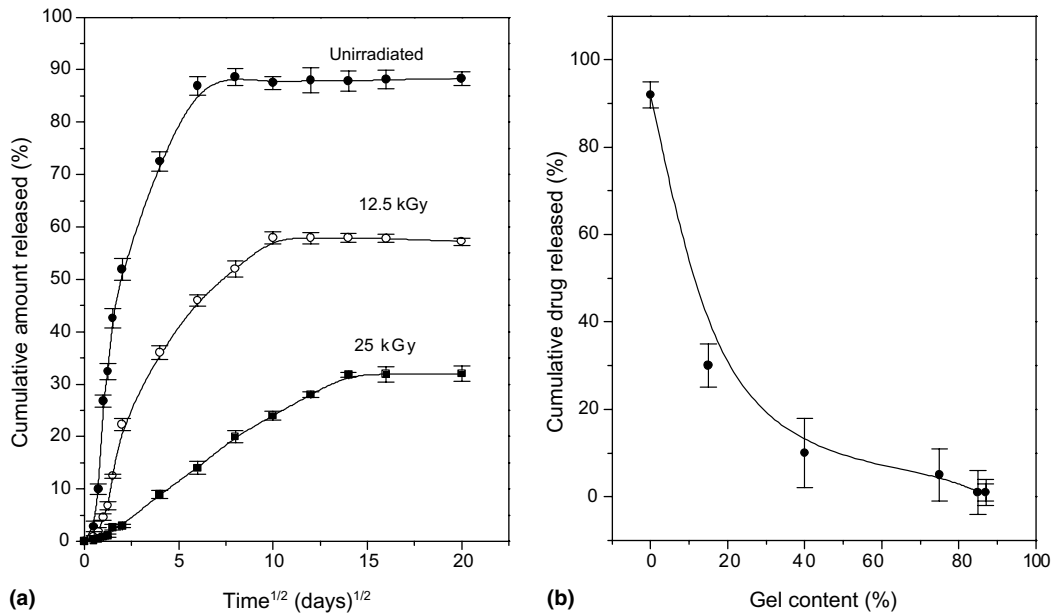 100
90
80
70
60
50
40
30
20
10
0
Cumulative amount released (%)
Unirradiated
12.5 kGy
25 kGy
0 5 10 15 20
Time1/2 (days)1/2
(a)
100
80
60
40
20
0
Cumulative drug released (%)
0 20 40 60 80 100
Gel content (%)
(b)